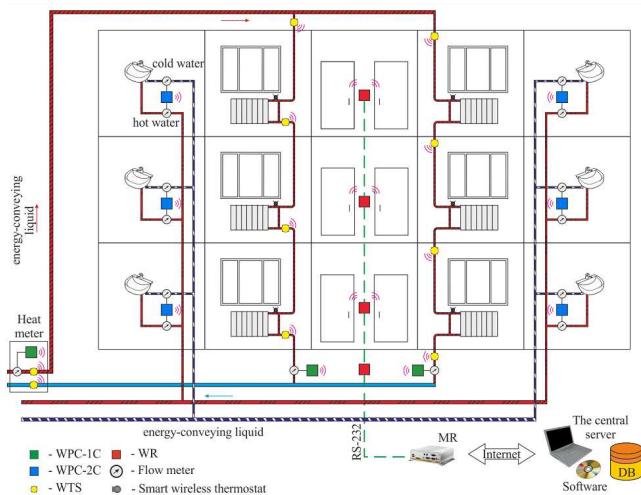 cold water
hot water
energy-conveying
liquid
Heat
meter
energy-conveying liquid
RS-232
MR
Internet
The central
server
Software
DB
- WPC-1C
- WPC-2C
- WTS
- WR
- Flow meter
- Smart wireless thermostat